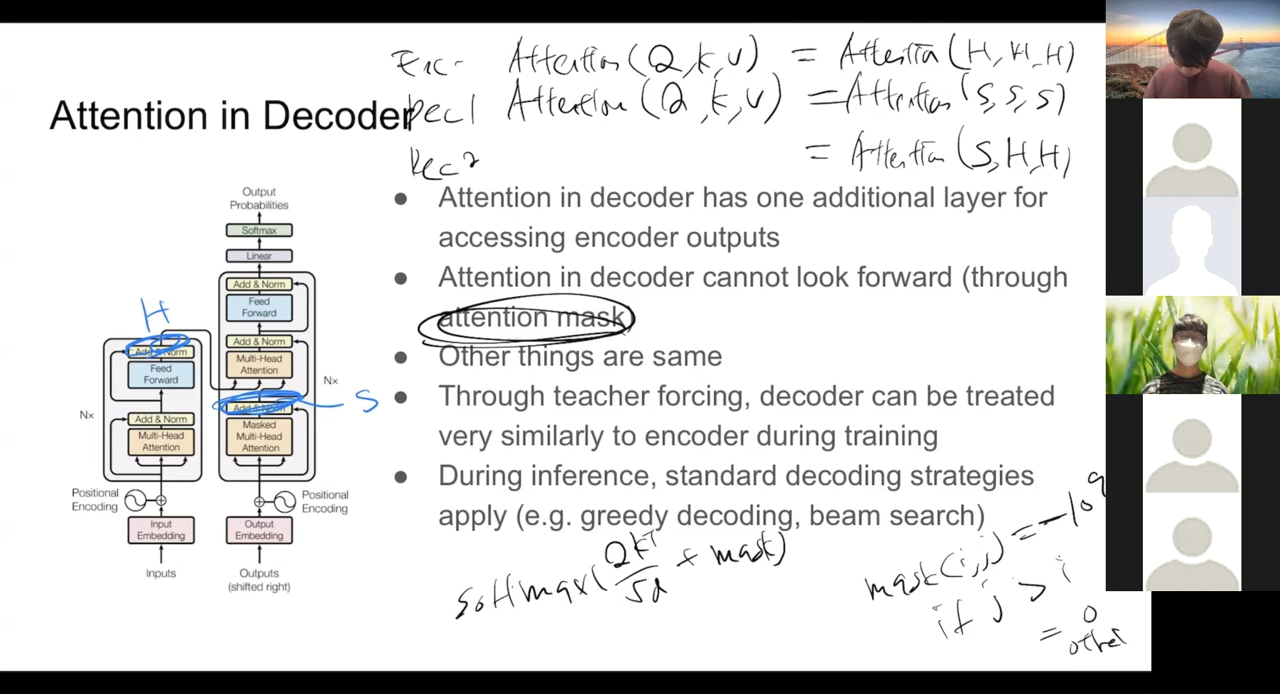 Enc- Attention(Q,K,V) = Attention(H,H,H)
Attention in Decoder
Dec1 Attention(Q,K,V) = Attention(S,S,S)
Dec2 = Attention(S,H,H)
● Attention in decoder has one additional layer for
accessing encoder outputs
● Attention in decoder cannot look forward (through
attention mask)
● Other things are same
● Through teacher forcing, decoder can be treated
very similarly to encoder during training
● During inference, standard decoding strategies
apply (e.g. greedy decoding, beam search)
Output
Probabilities
Softmax
Linear
Add & Norm
Feed
Forward
Add & Norm
Multi-Head
Attention
Nx
Add & Norm
S
Masked
Multi-Head
Attention
Positional
Encoding
Output
Embedding
Outputs
(shifted right)
H
Add & Norm
Feed
Forward
Nx
Add & Norm
Multi-Head
Attention
Positional
Encoding
Input
Embedding
Inputs
softmax(QK^T/√d + mask)
mask(i,j) = -10^9
if j > i
= 0
other